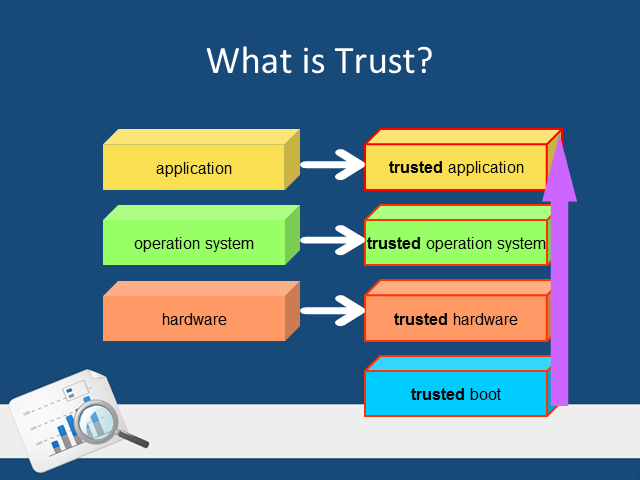 What is Trust?
application
trusted application
operation system
trusted operation system
hardware
trusted hardware
trusted boot